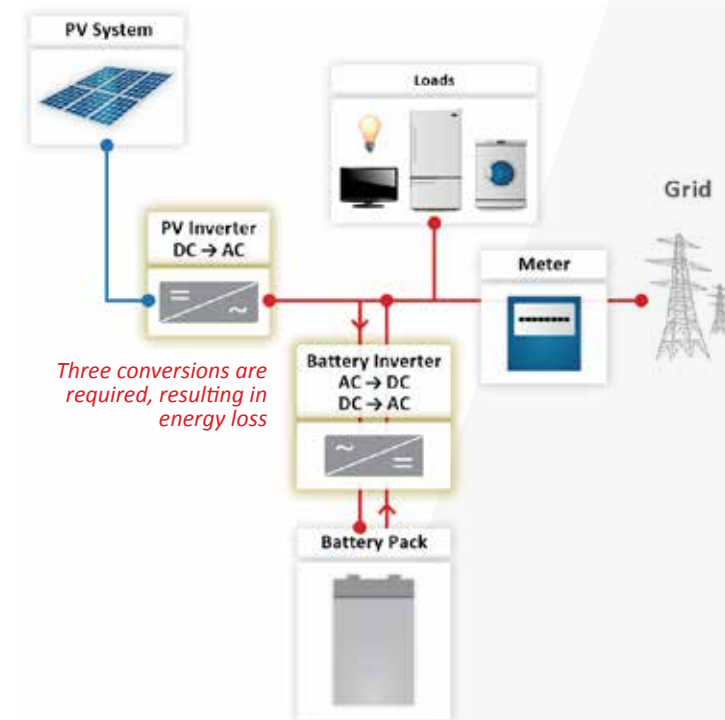 PV System
Loads
Grid
PV Inverter
DC → AC
Meter
Three conversions are
required, resulting in
energy loss
Battery Inverter
AC → DC
DC → AC
Battery Pack